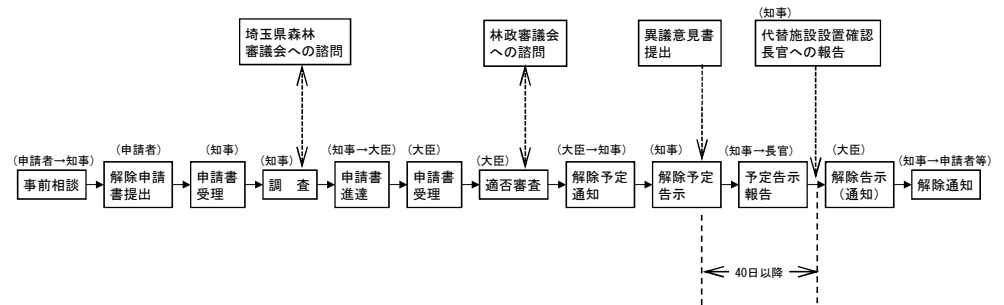 (知事)
埼玉県森林
審議会への諮問
林政審議会
への諮問
異議意見書
提出
代替施設設置確認
長官への報告
(申請者→知事)
(申請者)
(知事)
(知事)
(知事→大臣)
(大臣)
(大臣)
(大臣→知事)
(知事)
(知事→長官)
(大臣)
(知事→申請者等)
事前相談
解除申請
書提出
申請書
受理
調 査
申請書
進達
申請書
受理
適否審査
解除予定
通知
解除予定
告示
予定告示
報告
解除告示
(通知)
解除通知
40日以降